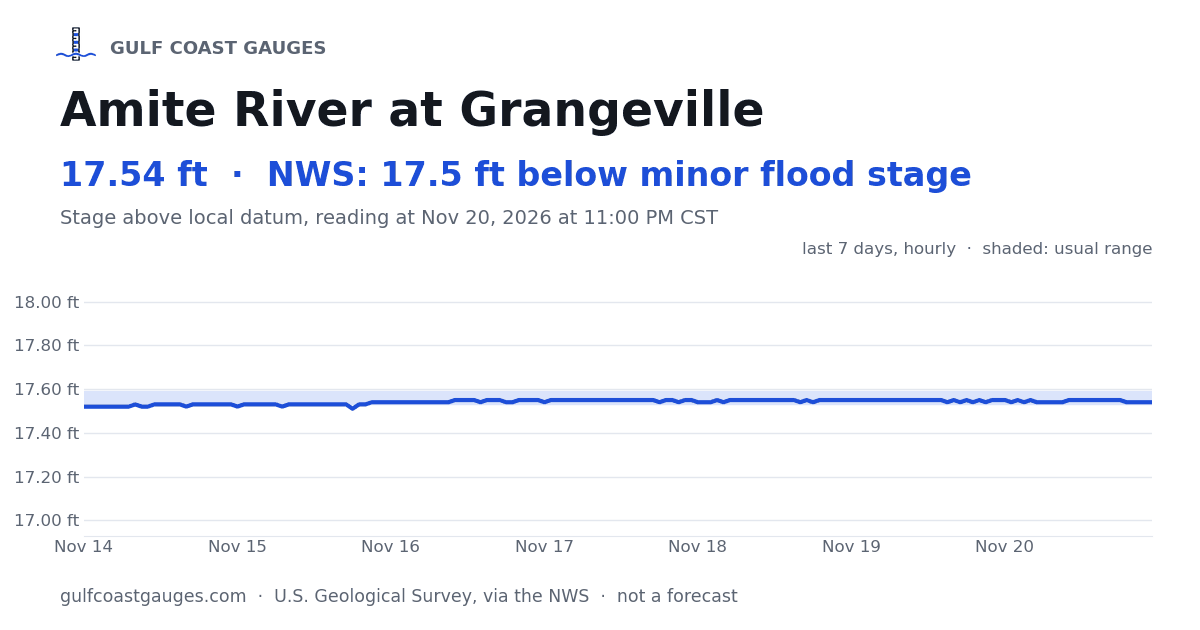 GULF COAST GAUGES
Amite River at Grangeville
17.54 ft · NWS: 17.5 ft below minor flood stage
Stage above local datum, reading at Nov 20, 2026 at 11:00 PM CST
last 7 days, hourly · shaded: usual range
18.00 ft
17.80 ft
17.60 ft
17.40 ft
17.20 ft
17.00 ft
Nov 14 Nov 15 Nov 16 Nov 17 Nov 18 Nov 19 Nov 20
gulfcoastgauges.com · U.S. Geological Survey, via the NWS · not a forecast